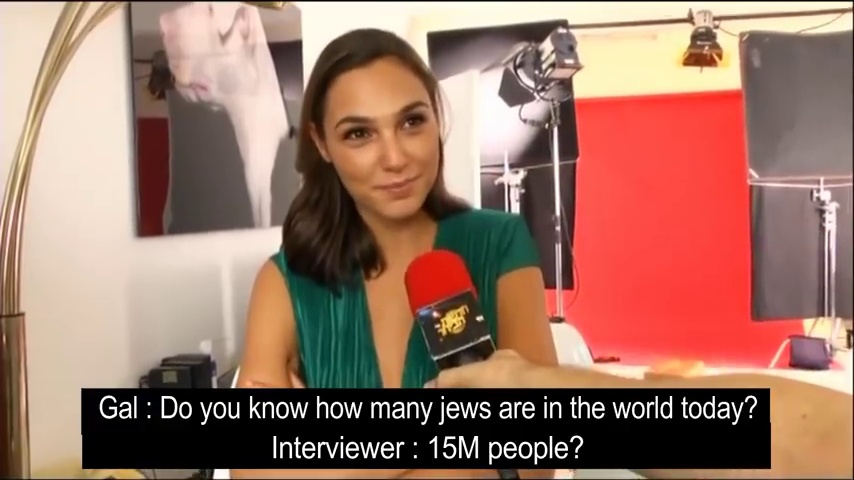 Gal : Do you know how many jews are in the world today?
Interviewer : 15M people?